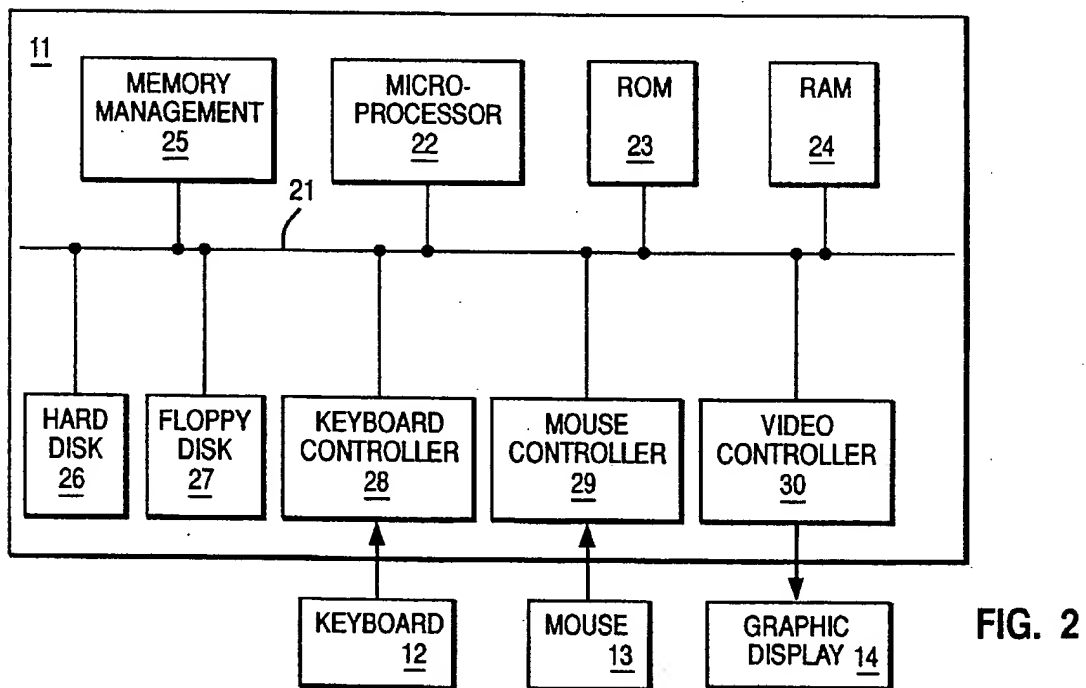 11
MEMORY
MANAGEMENT
25
MICRO-
PROCESSOR
22
ROM
23
RAM
24
21
HARD
DISK
26
FLOPPY
DISK
27
KEYBOARD
CONTROLLER
28
MOUSE
CONTROLLER
29
VIDEO
CONTROLLER
30
KEYBOARD
12
MOUSE
13
GRAPHIC
DISPLAY 14
FIG. 2